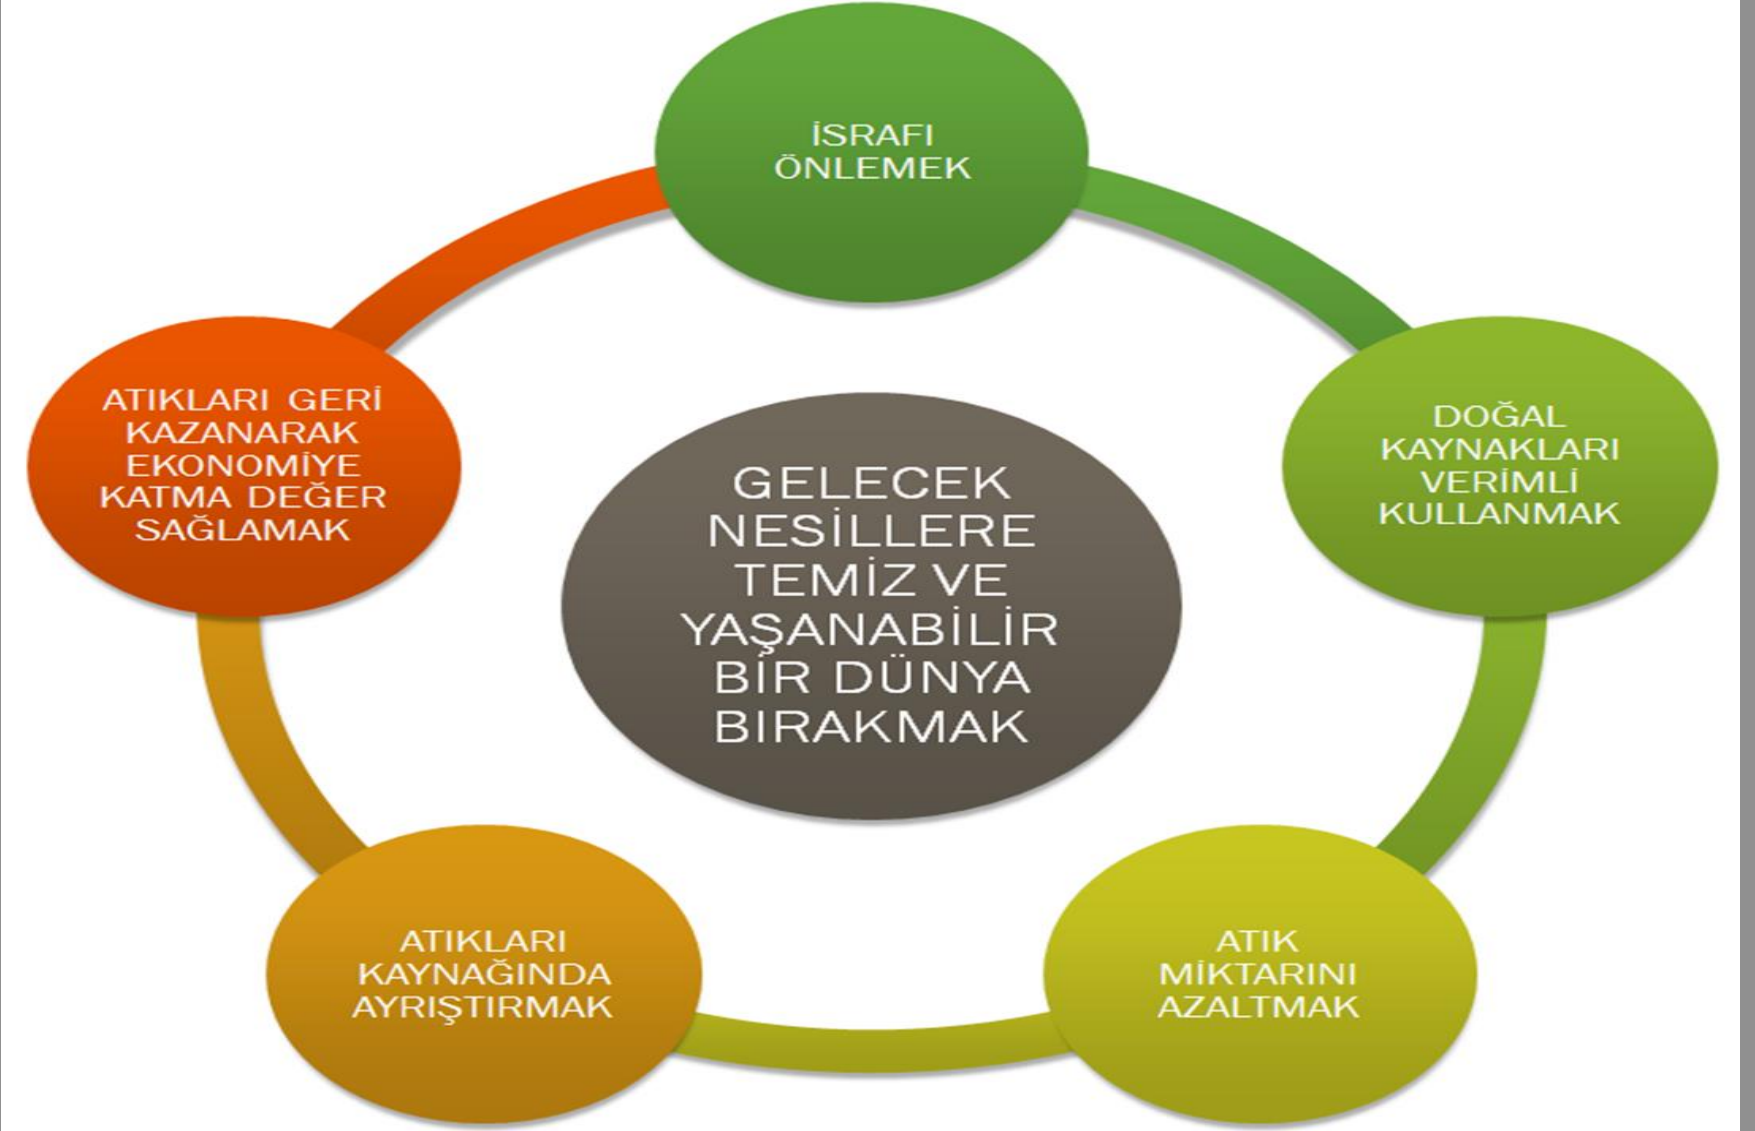 İSRAFI
ÖNLEMEK
DOĞAL
KAYNAKLARI
VERİMLİ
KULLANMAK
ATIK
MİKTARINI
AZALTMAK
ATIKLARI
KAYNAĞINDA
AYRIŞTIRMAK
ATIKLARI GERİ
KAZANARAK
EKONOMİYE
KATMA DEĞER
SAĞLAMAK
GELECEK
NESİLLERE
TEMİZ VE
YAŞANABİLİR
BİR DÜNYA
BIRAKMAK